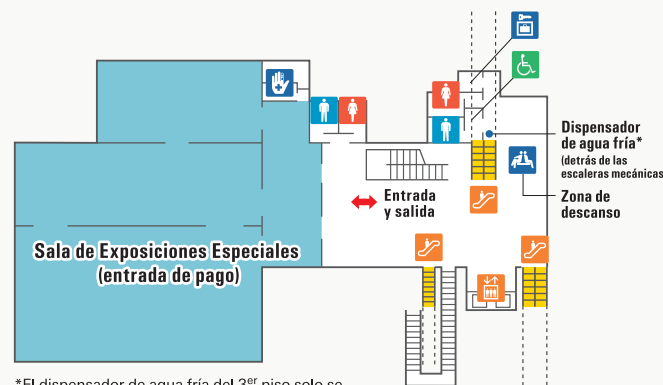 Dispensador
de agua fría*
(detrás de las
escaleras mecánicas
Zona de
descanso
Entrada
y salida
Sala de Exposiciones Especiales
(entrada de pago)
*El dispensador de agua fría del 3er piso solo se